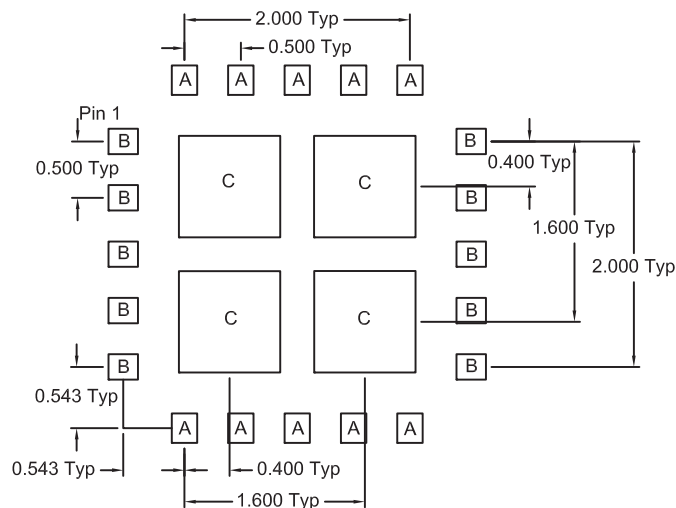 2.000 Typ
0.500 Typ
A A A A A
Pin 1
B B
0.500 Typ
0.400 Typ
C C
B B
1.600 Typ
B B
2.000 Typ
B C C B
B B
0.543 Typ
A A A A A
0.543 Typ
0.400 Typ
1.600 Typ